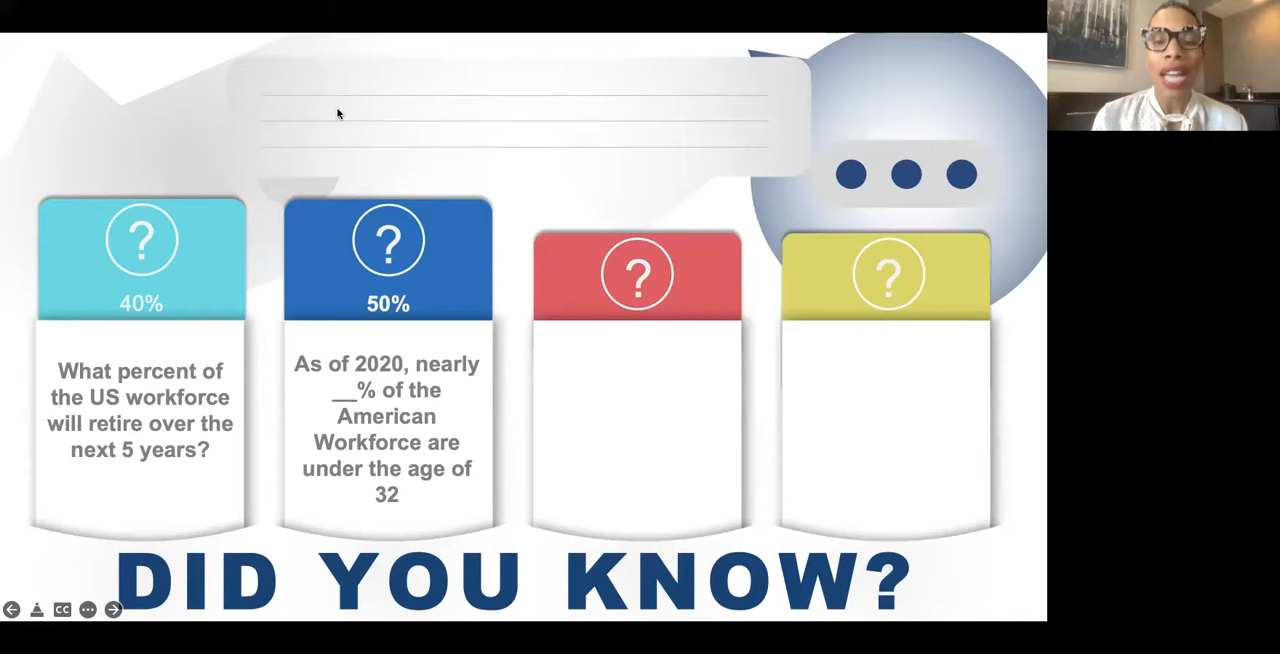 ?
40%
What percent of
the US workforce
will retire over the
next 5 years?
?
50%
As of 2020, nearly
__% of the
American
Workforce are
under the age of
32
?
?
DID YOU KNOW?
CC